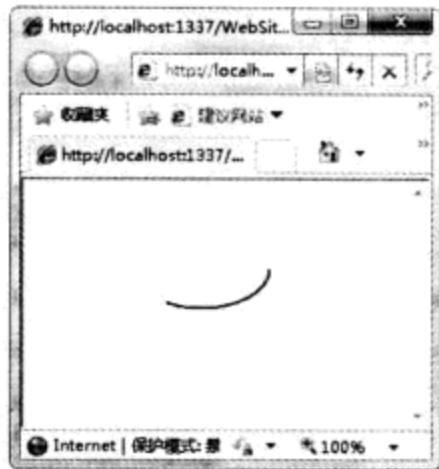 http://localhost:1337/WebSit...
http://localh...
收藏夹 建议网站
http://localhost:1337/...
Internet | 保护模式: 禁 100%